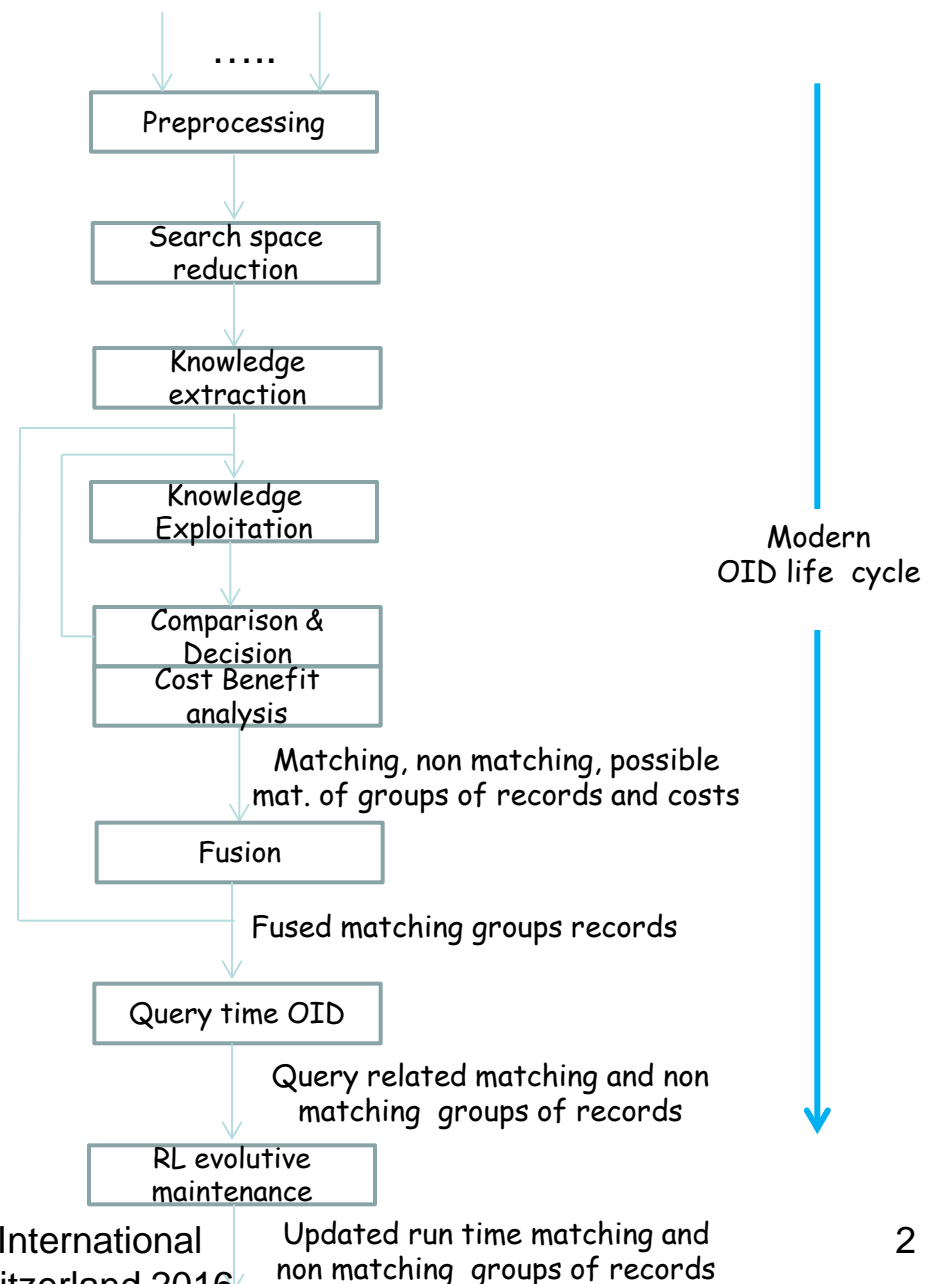 …..
Preprocessing
Search space
reduction
Knowledge
extraction
Knowledge
Exploitation
Modern
OID life cycle
Comparison &
Decision
Cost Benefit
analysis
Matching, non matching, possible
mat. of groups of records and costs
Fusion
Fused matching groups records
Query time OID
Query related matching and non
matching groups of records
RL evolutive
maintenance
International
Updated run time matching and
2
non matching groups of records
itzerland 2016